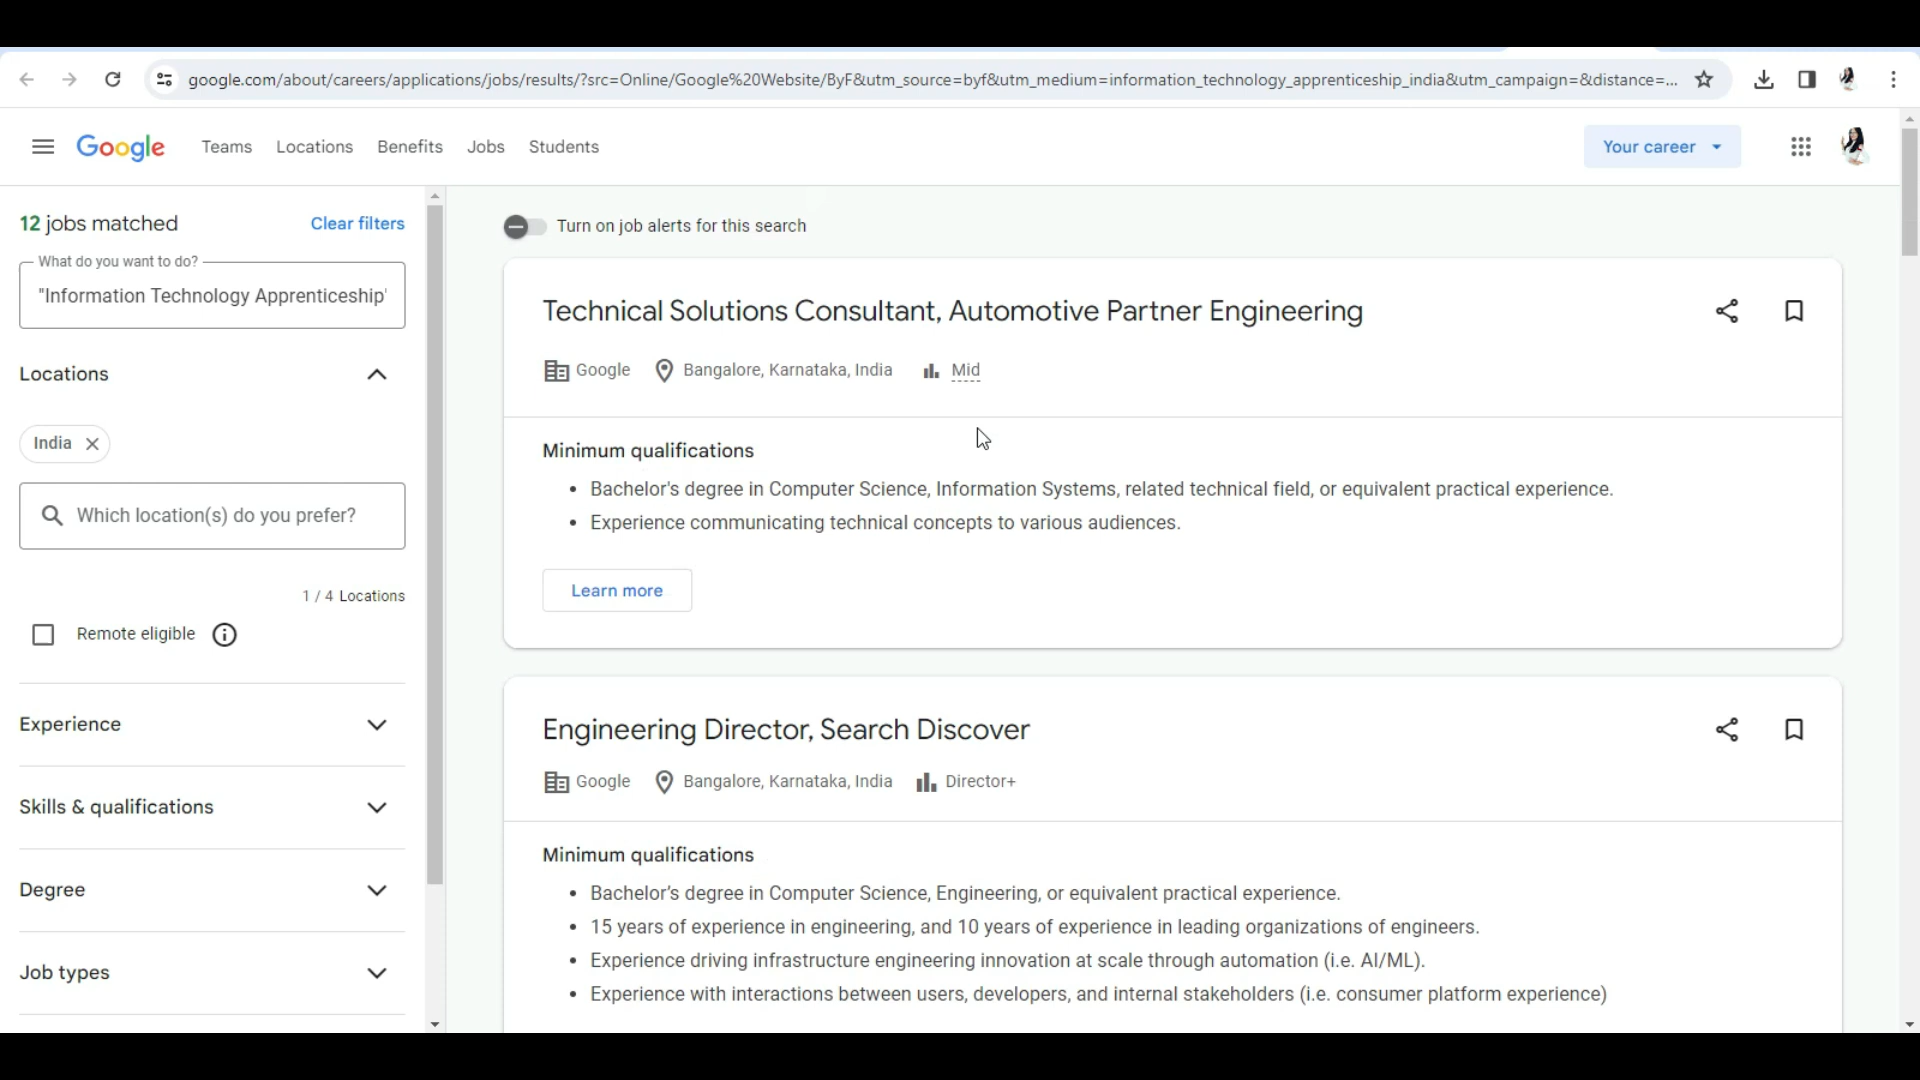 google.com/about/careers/applications/jobs/results/?src=Online/Google%20Website/ByF&utm_source=byf&utm_medium=information_technology_apprenticeship_india&utm_campaign=&distance=...
Google Teams Locations Benefits Jobs Students Your career
12 jobs matched Clear filters
What do you want to do?
"Information Technology Apprenticeship'
Locations
India
Which location(s) do you prefer?
1 / 4 Locations
Remote eligible
Experience
Skills & qualifications
Degree
Job types
Turn on job alerts for this search
Technical Solutions Consultant, Automotive Partner Engineering
Google Bangalore, Karnataka, India Mid
Minimum qualifications
• Bachelor's degree in Computer Science, Information Systems, related technical field, or equivalent practical experience.
• Experience communicating technical concepts to various audiences.
Learn more
Engineering Director, Search Discover
Google Bangalore, Karnataka, India Director+
Minimum qualifications
• Bachelor's degree in Computer Science, Engineering, or equivalent practical experience.
• 15 years of experience in engineering, and 10 years of experience in leading organizations of engineers.
• Experience driving infrastructure engineering innovation at scale through automation (i.e. AI/ML).
• Experience with interactions between users, developers, and internal stakeholders (i.e. consumer platform experience)